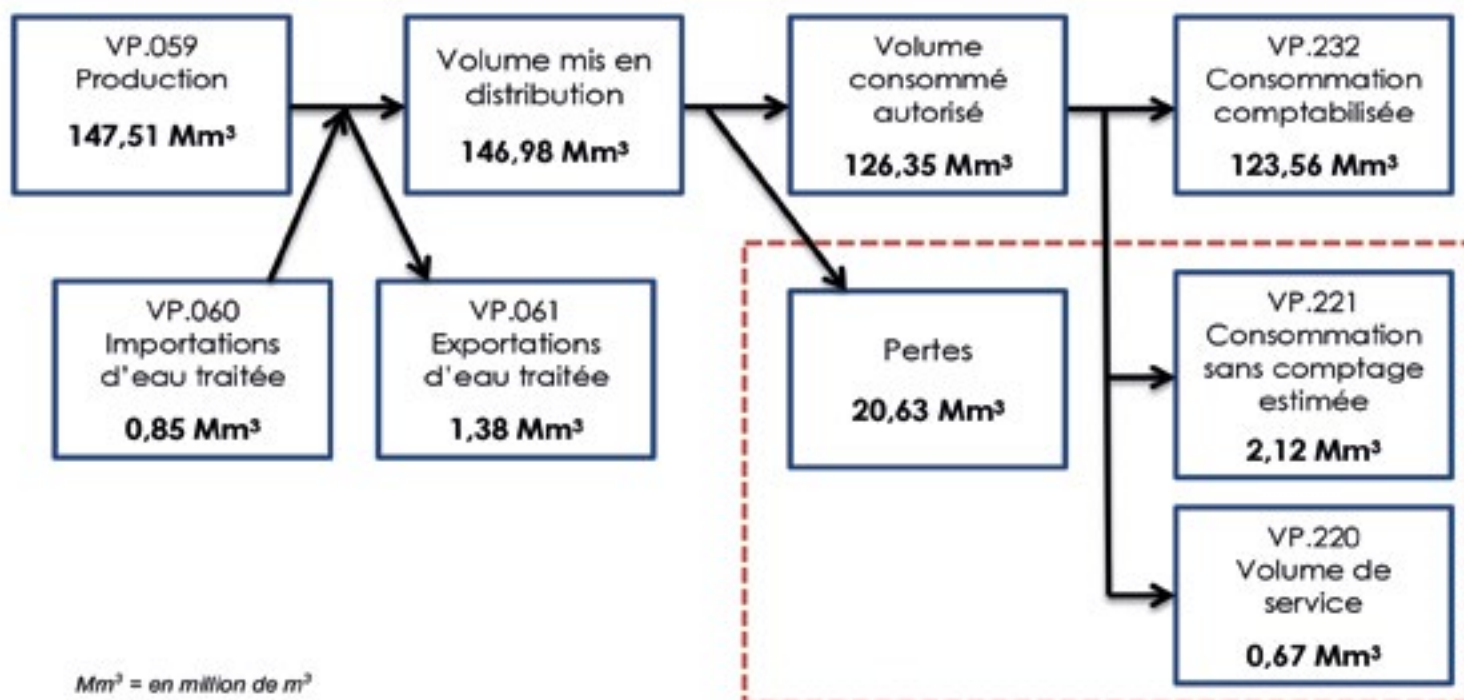 VP.059
Production
147,51 Mm³
Volume mis en
distribution
146,98 Mm³
Volume
consommé
autorisé
126,35 Mm³
VP.232
Consommation
comptabilisée
123,56 Mm³
VP.060
Importations
d'eau traitée
0,85 Mm³
VP.061
Exportations
d'eau traitée
1,38 Mm³
Pertes
20,63 Mm³
VP.221
Consommation
sans comptage
estimée
2,12 Mm³
VP.220
Volume de
service
0,67 Mm³
Mm³ = en million de m³